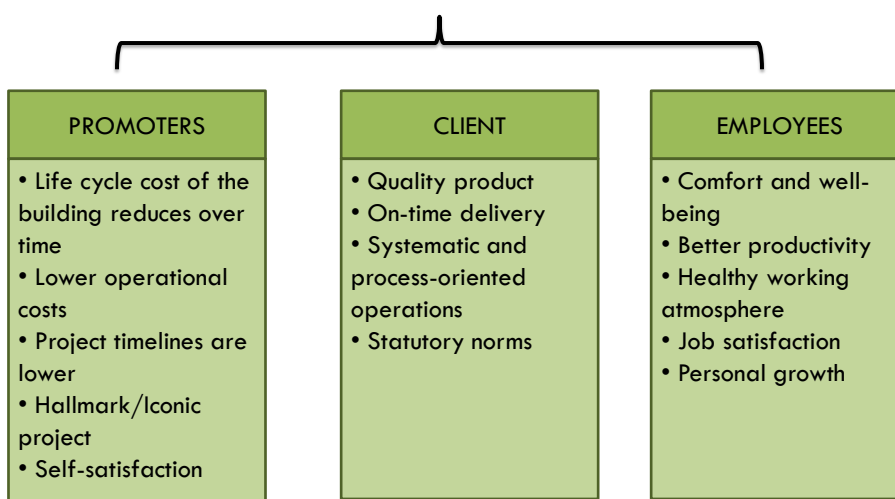 PROMOTERS
• Life cycle cost of the
building reduces over
time
• Lower operational
costs
• Project timelines are
lower
• Hallmark/Iconic
project
• Self-satisfaction
CLIENT
• Quality product
• On-time delivery
• Systematic and
process-oriented
operations
• Statutory norms
EMPLOYEES
• Comfort and well-
being
• Better productivity
• Healthy working
atmosphere
• Job satisfaction
• Personal growth